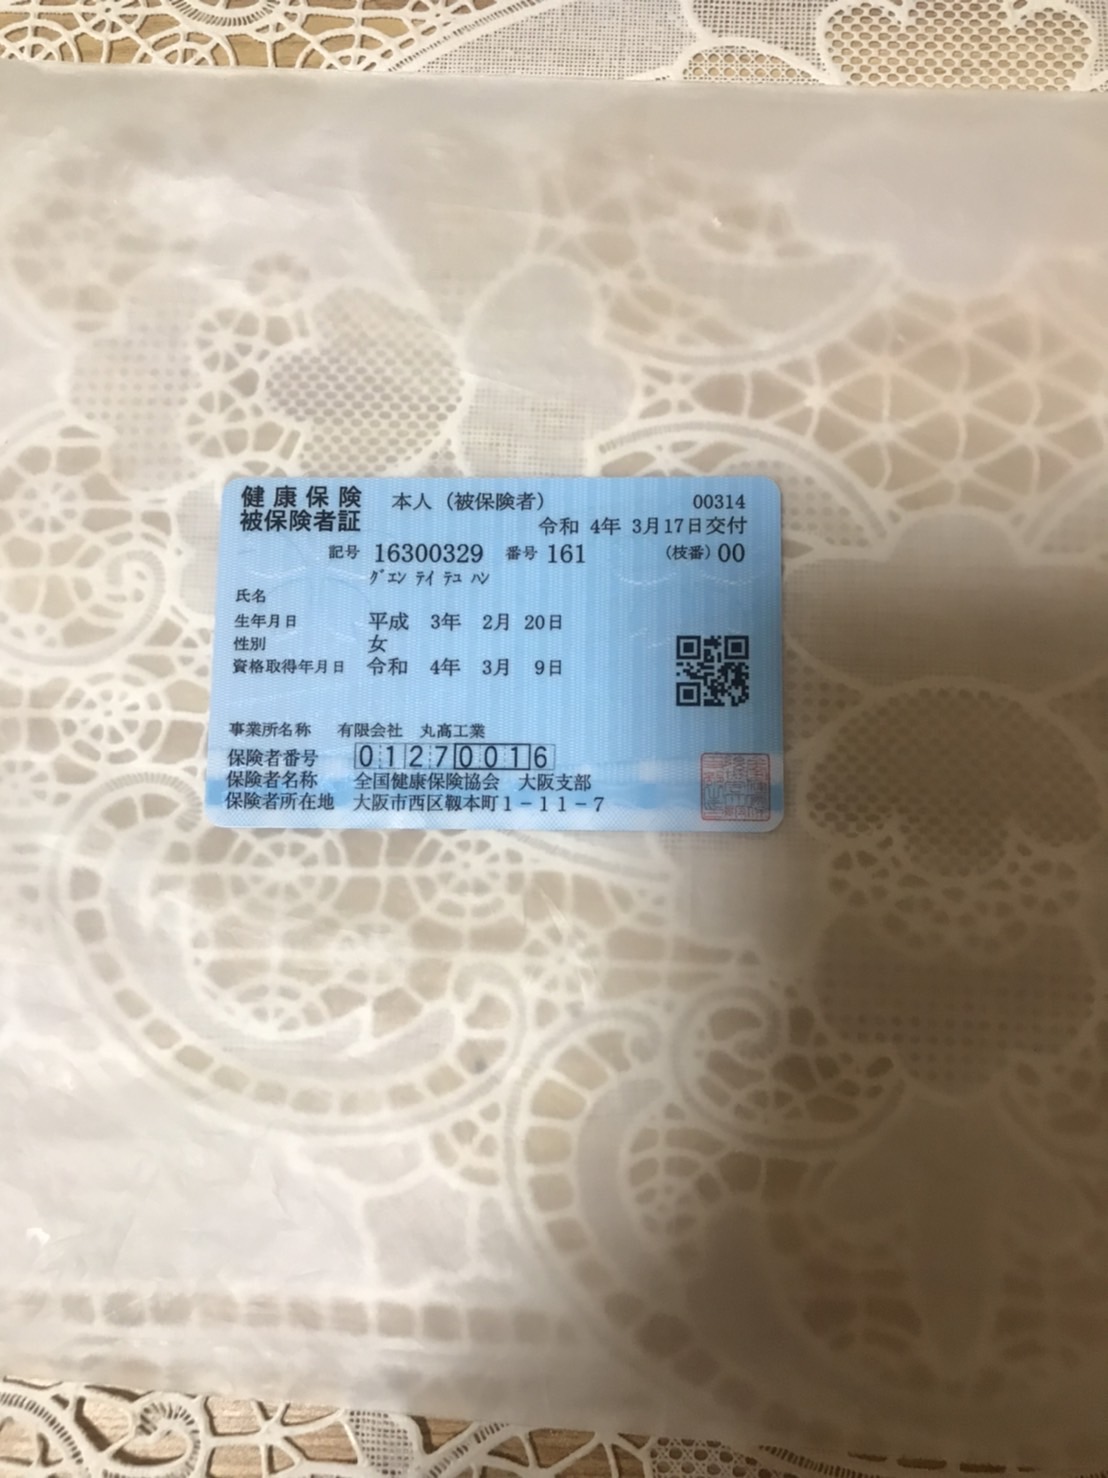 健康保険 本人（被保険者） 00314
被保険者証 令和 4年 3月17日交付
記号 16300329 番号 161 （枝番）00
ｸﾞｴﾝ ﾃｲ ﾃｭ ﾊﾝ
氏名
生年月日 平成 3年 2月 20日
性別 女
資格取得年月日 令和 4年 3月 9日
事業所名称 有限会社 丸髙工業
保険者番号 01270016
保険者名称 全国健康保険協会 大阪支部
保険者所在地 大阪市西区靱本町1－11－7